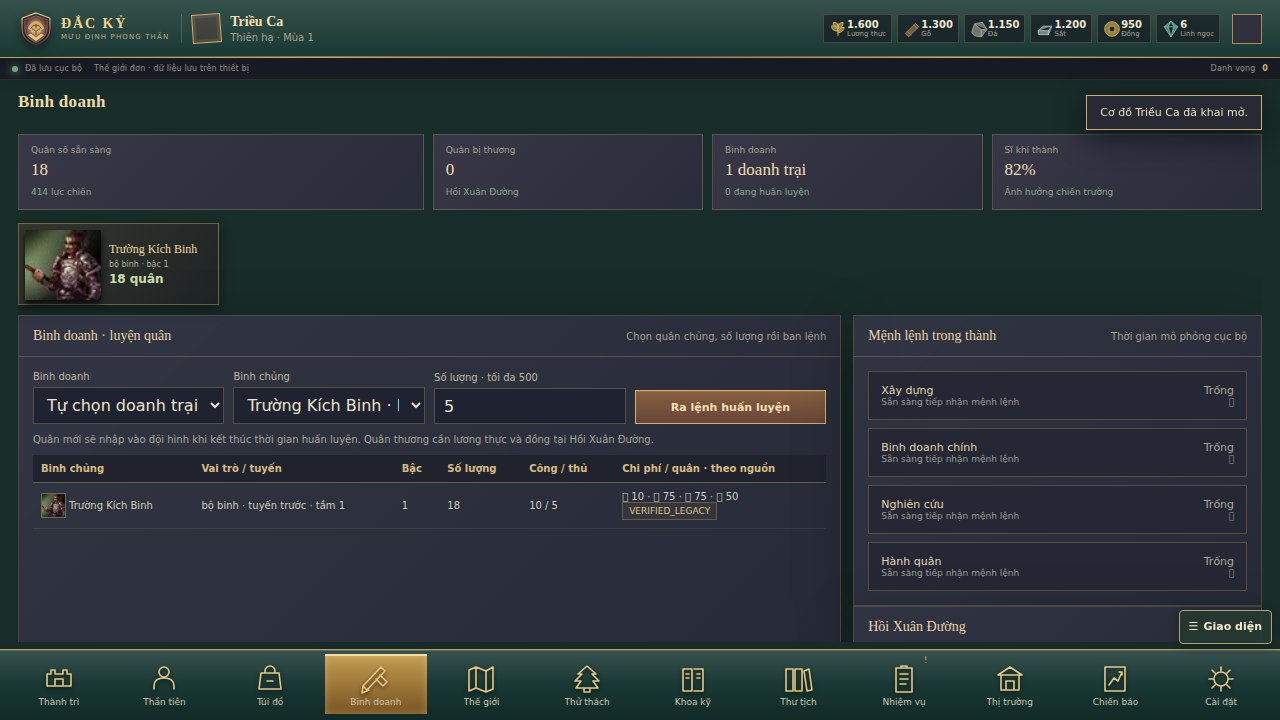 ĐẮC KỶ
MƯU ĐỊNH PHONG THẦN
Triều Ca
Thiên hạ · Mùa 1
1.600
Lương thực
1.300
Gỗ
1.150
Đá
1.200
Sắt
950
Đồng
6
Linh ngọc
Đã lưu cục bộ
Thế giới đơn · dữ liệu lưu trên thiết bị
Danh vọng 0
Binh doanh
Cơ đồ Triều Ca đã khai mở.
Quân số sẵn sàng
18
414 lực chiến
Quân bị thương
0
Hồi Xuân Đường
Binh doanh
1 doanh trại
0 đang huấn luyện
Sĩ khí thành
82%
Ảnh hưởng chiến trường
Trường Kích Binh
bộ binh · bậc 1
18 quân
Binh doanh · luyện quân
Chọn quân chủng, số lượng rồi ban lệnh
Binh doanh
Binh chủng
Số lượng · tối đa 500
Tự chọn doanh trại
Trường Kích Binh ·
5
Ra lệnh huấn luyện
Quân mới sẽ nhập vào đội hình khi kết thúc thời gian huấn luyện. Quân thương cần lương thực và đồng tại Hồi Xuân Đường.
Binh chủng
Vai trò / tuyến
Bậc
Số lượng
Công / thủ
Chi phí / quân · theo nguồn
Trường Kích Binh
bộ binh · tuyến trước · tầm 1
1
18
10 / 5
10 · 75 · 75 · 50
VERIFIED_LEGACY
Mệnh lệnh trong thành
Thời gian mô phỏng cục bộ
Xây dựng
Trống
Sẵn sàng tiếp nhận mệnh lệnh
Binh doanh chính
Trống
Sẵn sàng tiếp nhận mệnh lệnh
Nghiên cứu
Trống
Sẵn sàng tiếp nhận mệnh lệnh
Hành quân
Trống
Sẵn sàng tiếp nhận mệnh lệnh
Hồi Xuân Đường
☰ Giao diện
Thành trì
Thần tiên
Túi đồ
Binh doanh
Thế giới
Thử thách
Khoa kỹ
Thư tịch
!
Nhiệm vụ
Thị trường
Chiến báo
Cài đặt